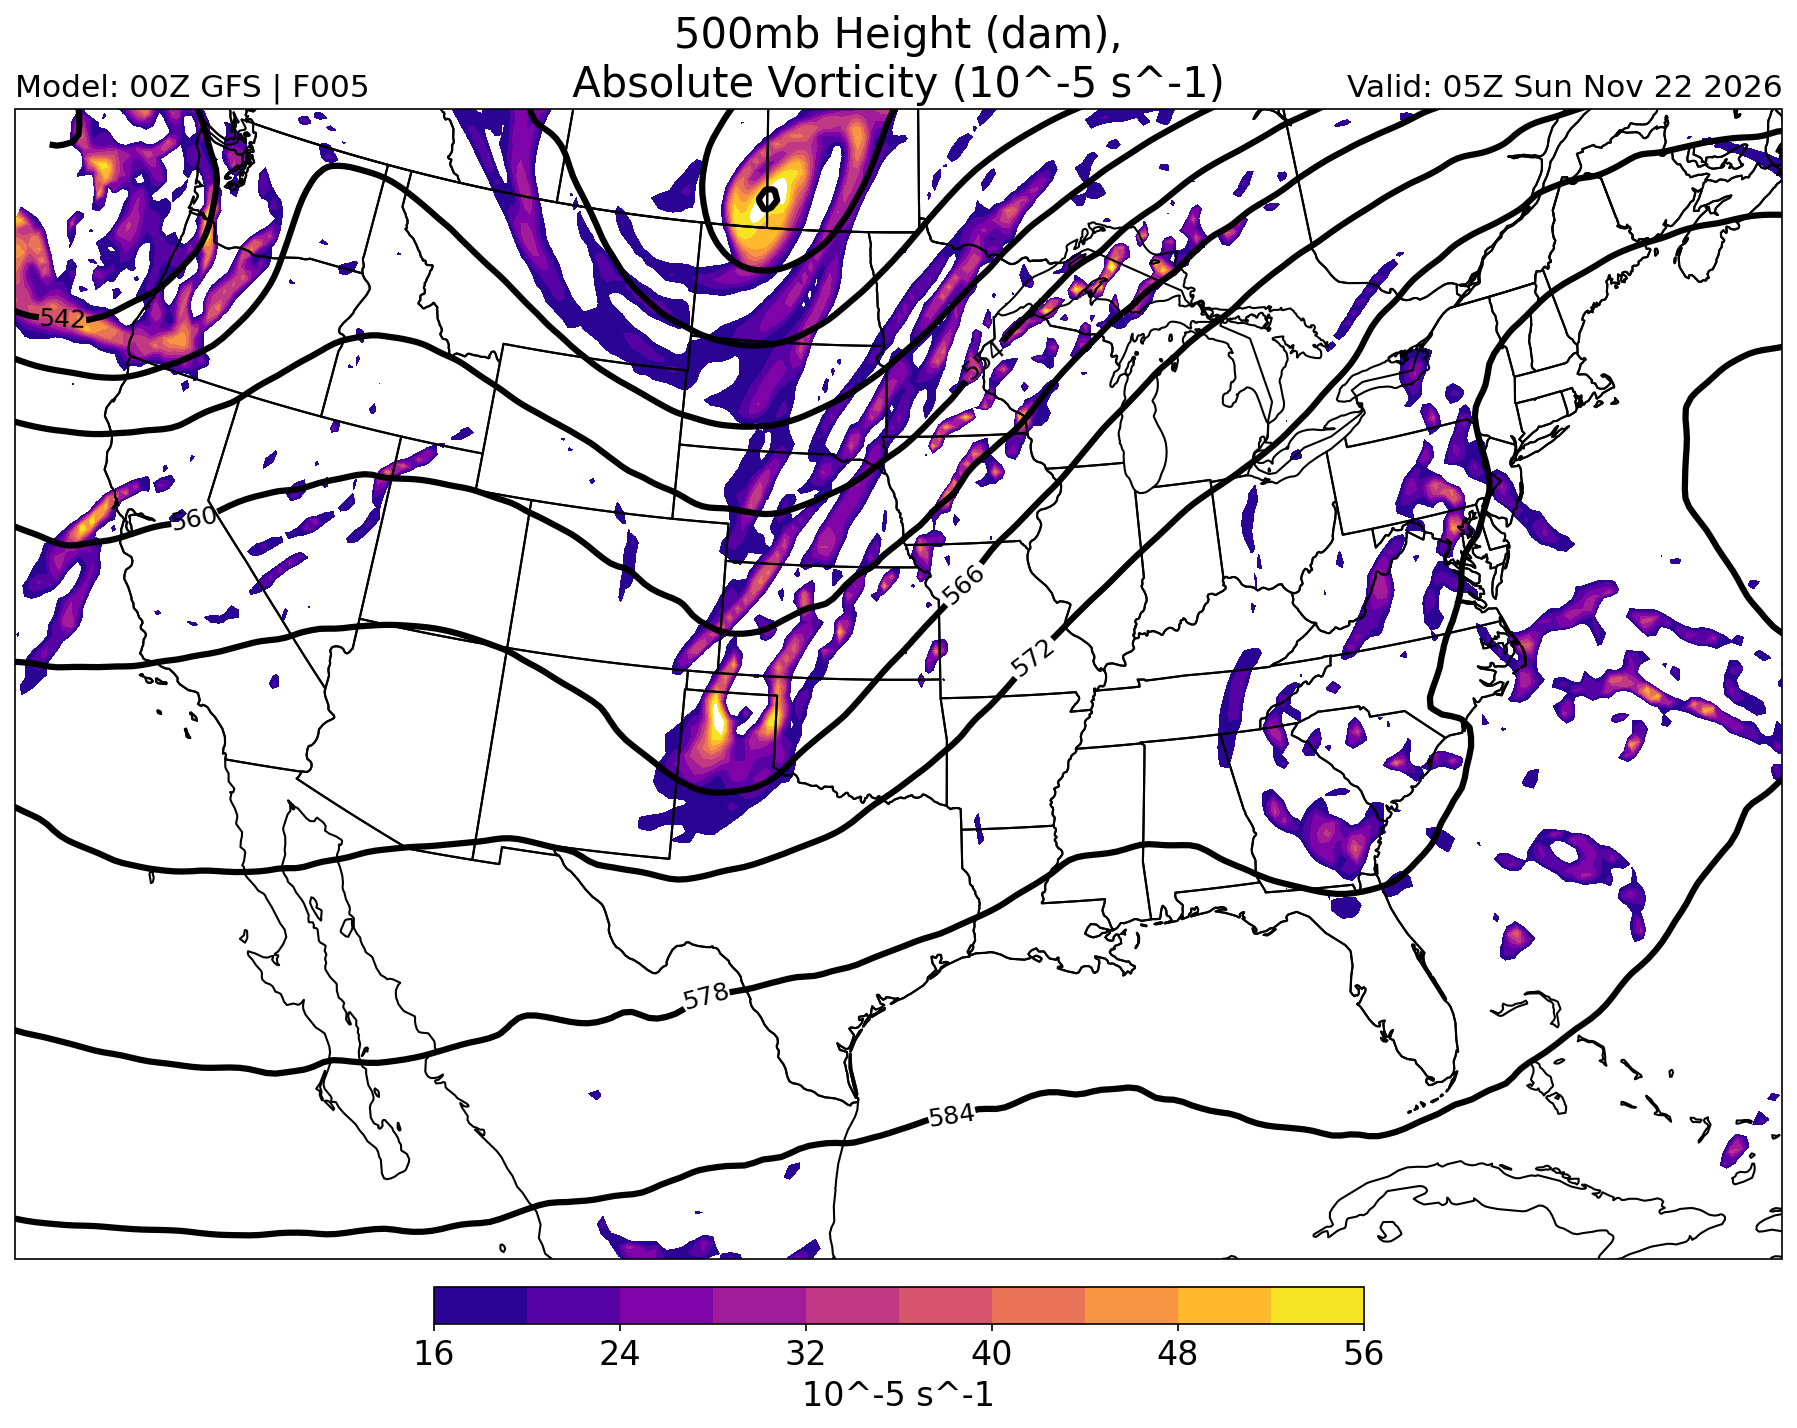 500mb Height (dam),
Model: 00Z GFS | F005
Absolute Vorticity (10^-5 s^-1)
Valid: 05Z Sun Nov 22 2026
542
554
560
566
572
578
584
16 24 32 40 48 56
10^-5 s^-1